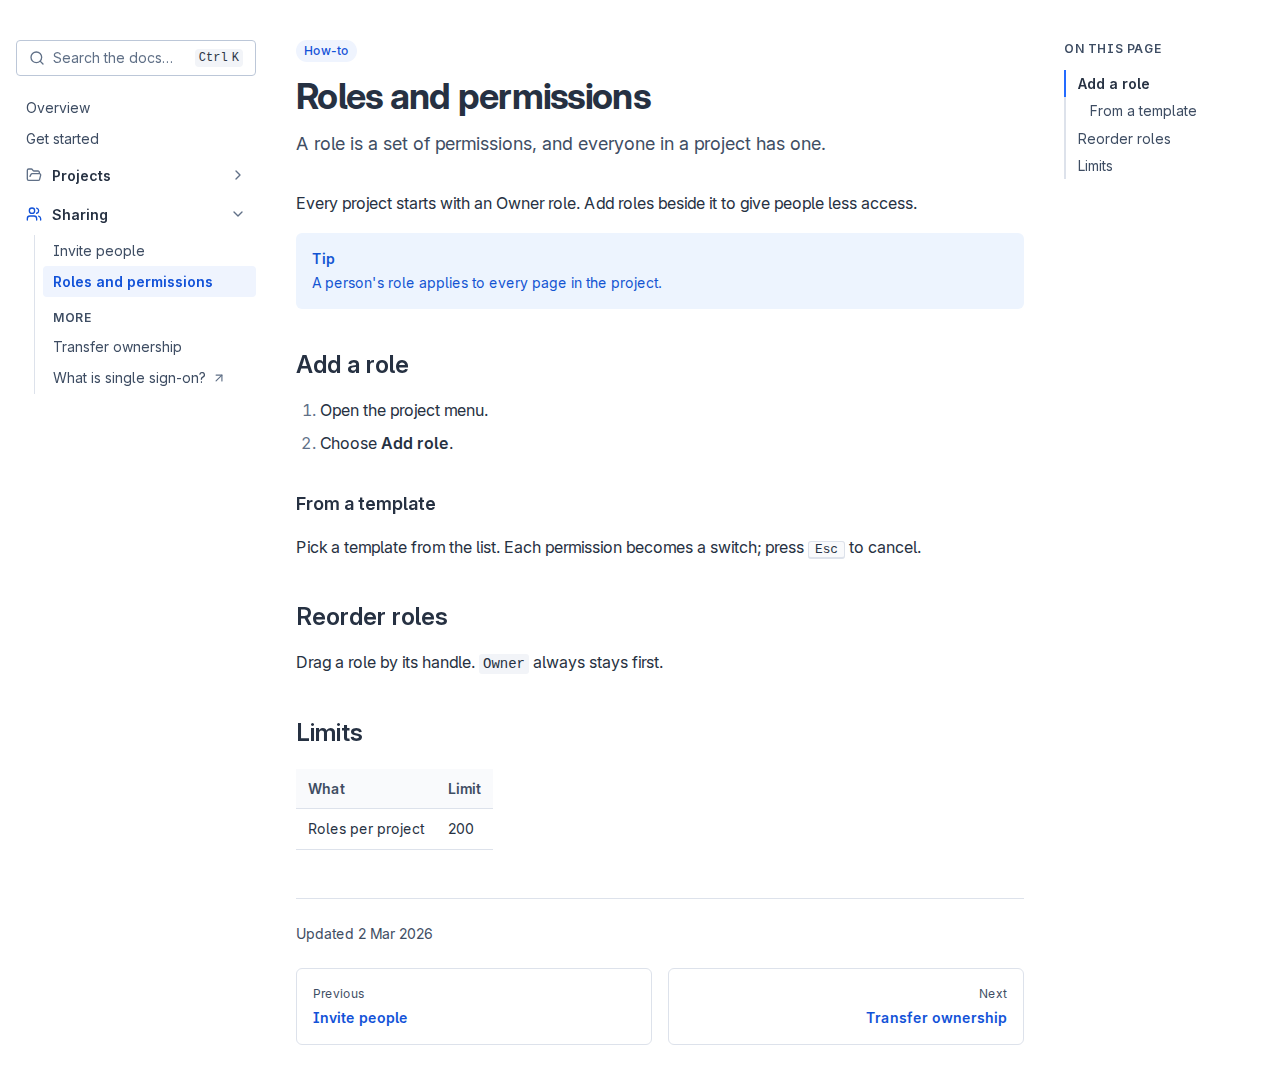 Search the docs… Ctrl K
Overview
Get started
Projects
Sharing
Invite people
Roles and permissions
MORE
Transfer ownership
What is single sign-on?
How-to
Roles and permissions
A role is a set of permissions, and everyone in a project has one.
Every project starts with an Owner role. Add roles beside it to give people less access.
Tip
A person's role applies to every page in the project.
Add a role
1. Open the project menu.
2. Choose Add role.
From a template
Pick a template from the list. Each permission becomes a switch; press Esc to cancel.
Reorder roles
Drag a role by its handle. Owner always stays first.
Limits
What Limit
Roles per project 200
Updated 2 Mar 2026
Previous
Invite people
Next
Transfer ownership
ON THIS PAGE
Add a role
From a template
Reorder roles
Limits